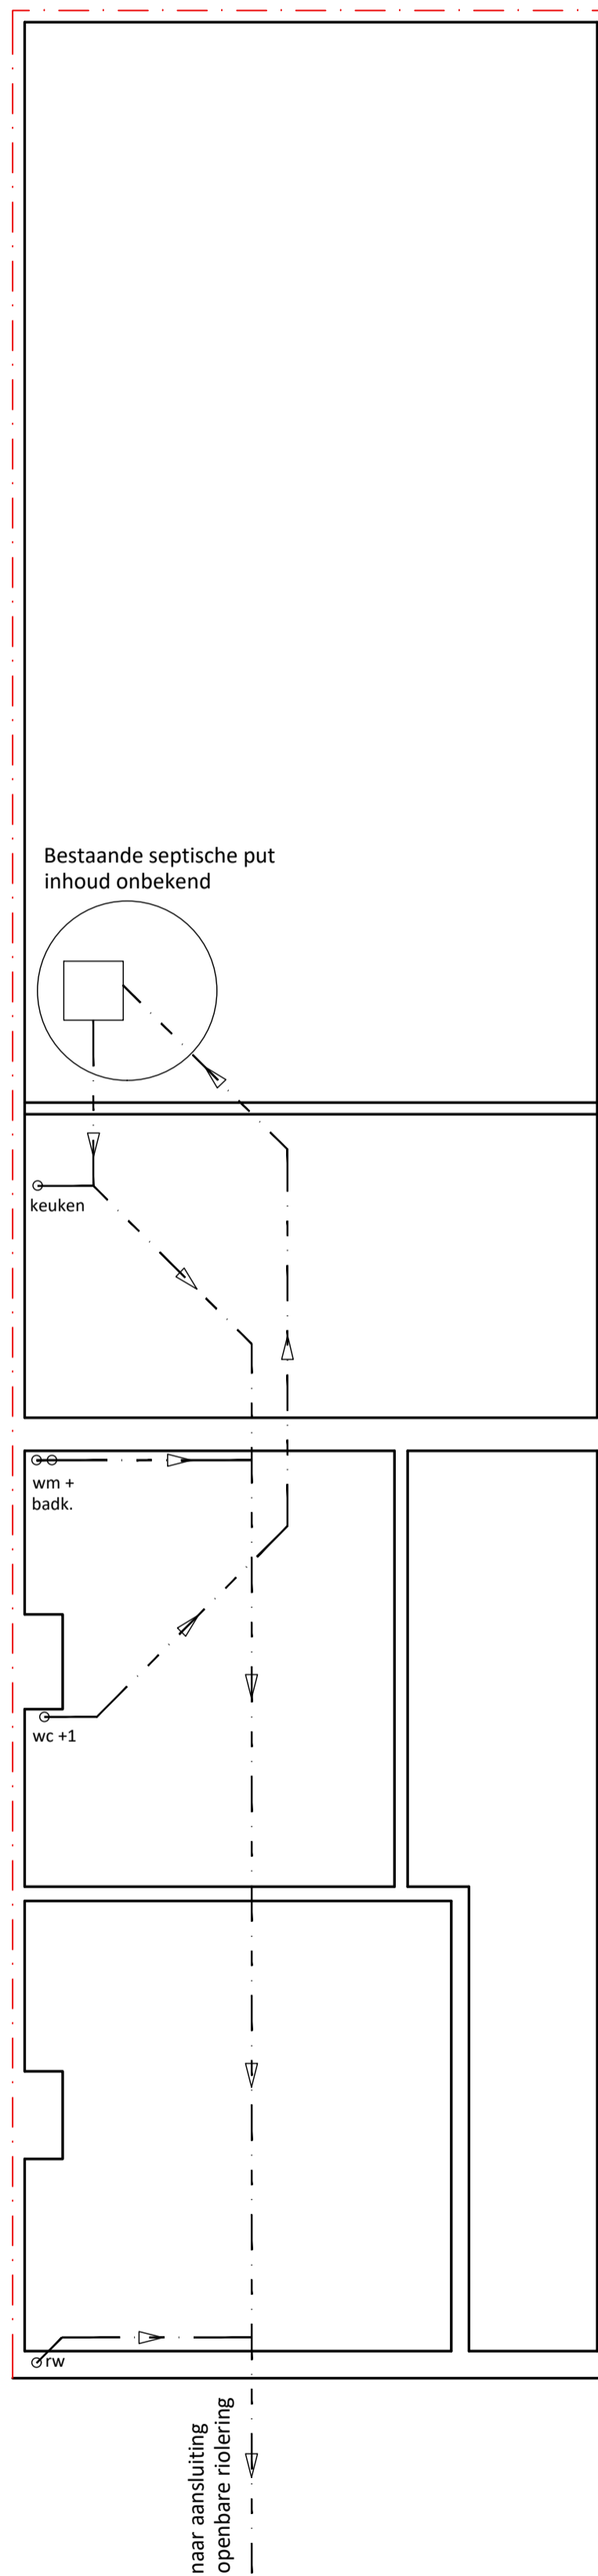 Bestaande septische put
inhoud onbekend
keuken
wm +
badk.
wc +1
rw
naar aansluiting
openbare riolering